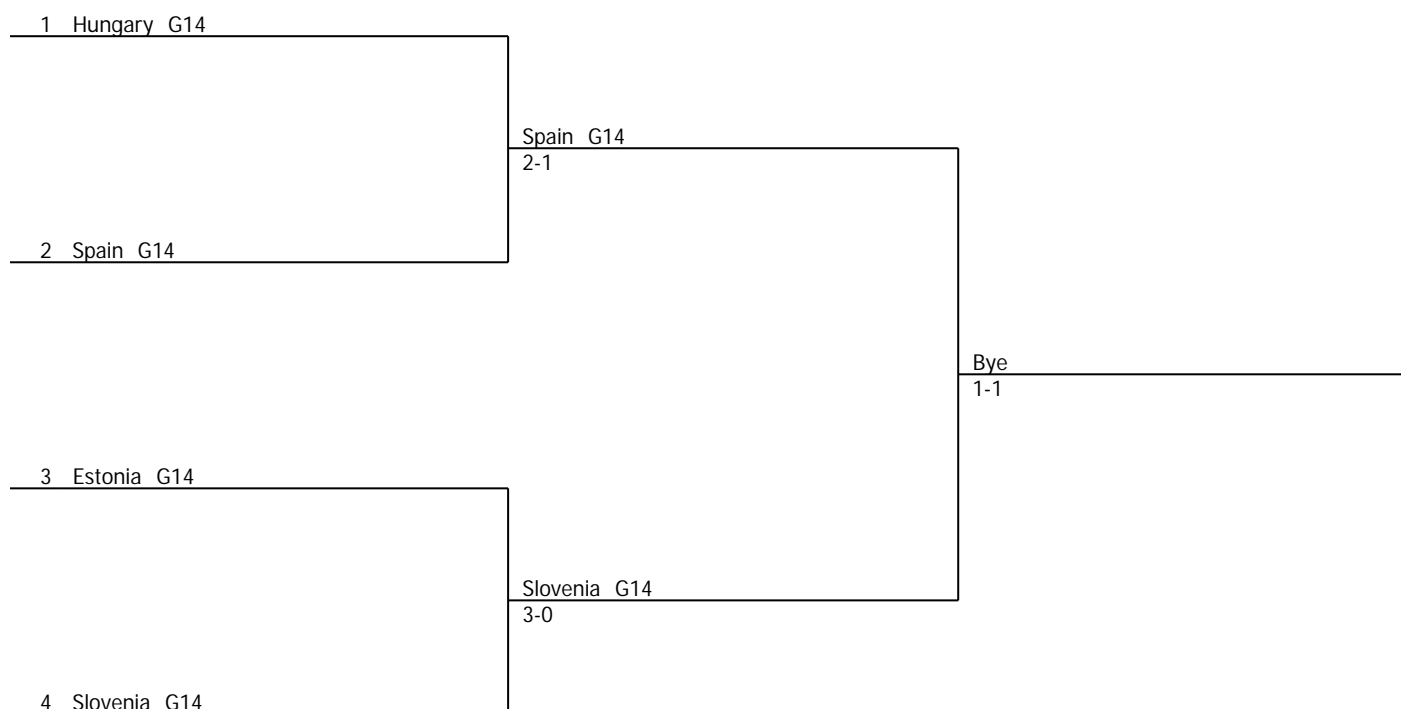 1 Hungary G14
Spain G14
2-1
2 Spain G14
Bye
1-1
3 Estonia G14
Slovenia G14
3-0
4 Slovenia G14